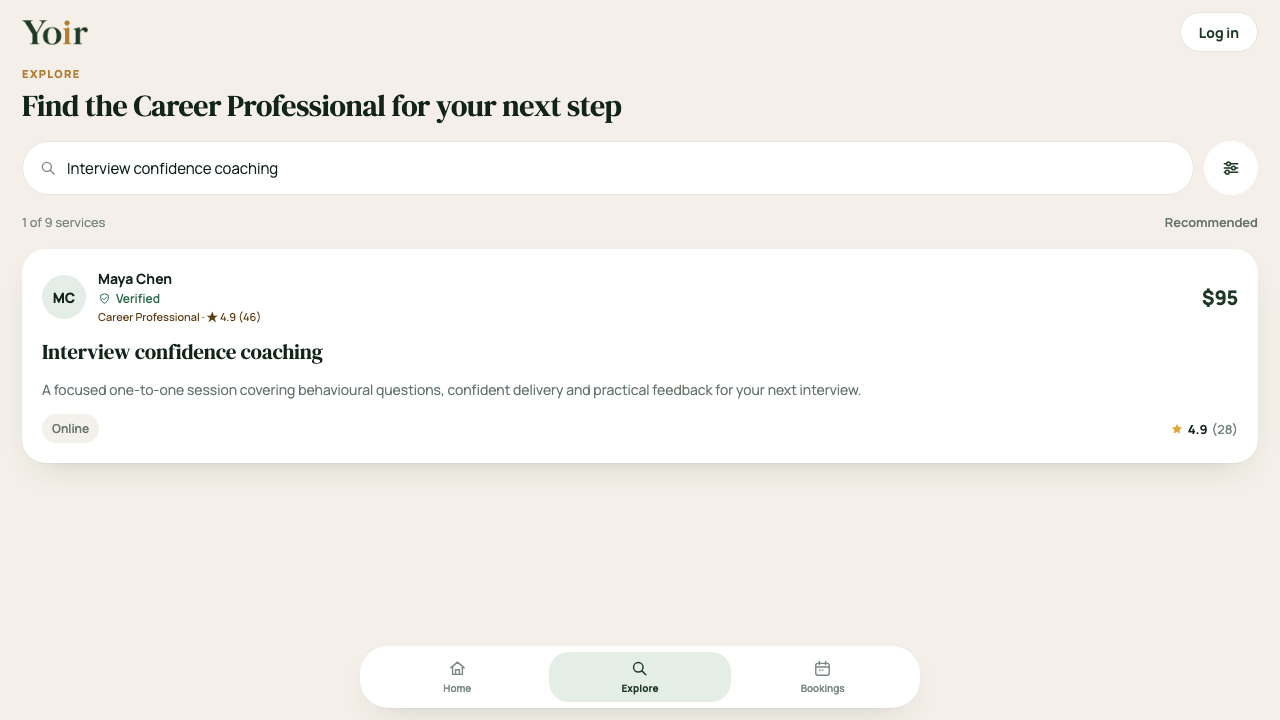 Yoir
Log in
EXPLORE
Find the Career Professional for your next step
Interview confidence coaching
1 of 9 services
Recommended
MC
Maya Chen
Verified
Career Professional · ★ 4.9 (46)
$95
Interview confidence coaching
A focused one-to-one session covering behavioural questions, confident delivery and practical feedback for your next interview.
Online
★ 4.9 (28)
Home
Explore
Bookings